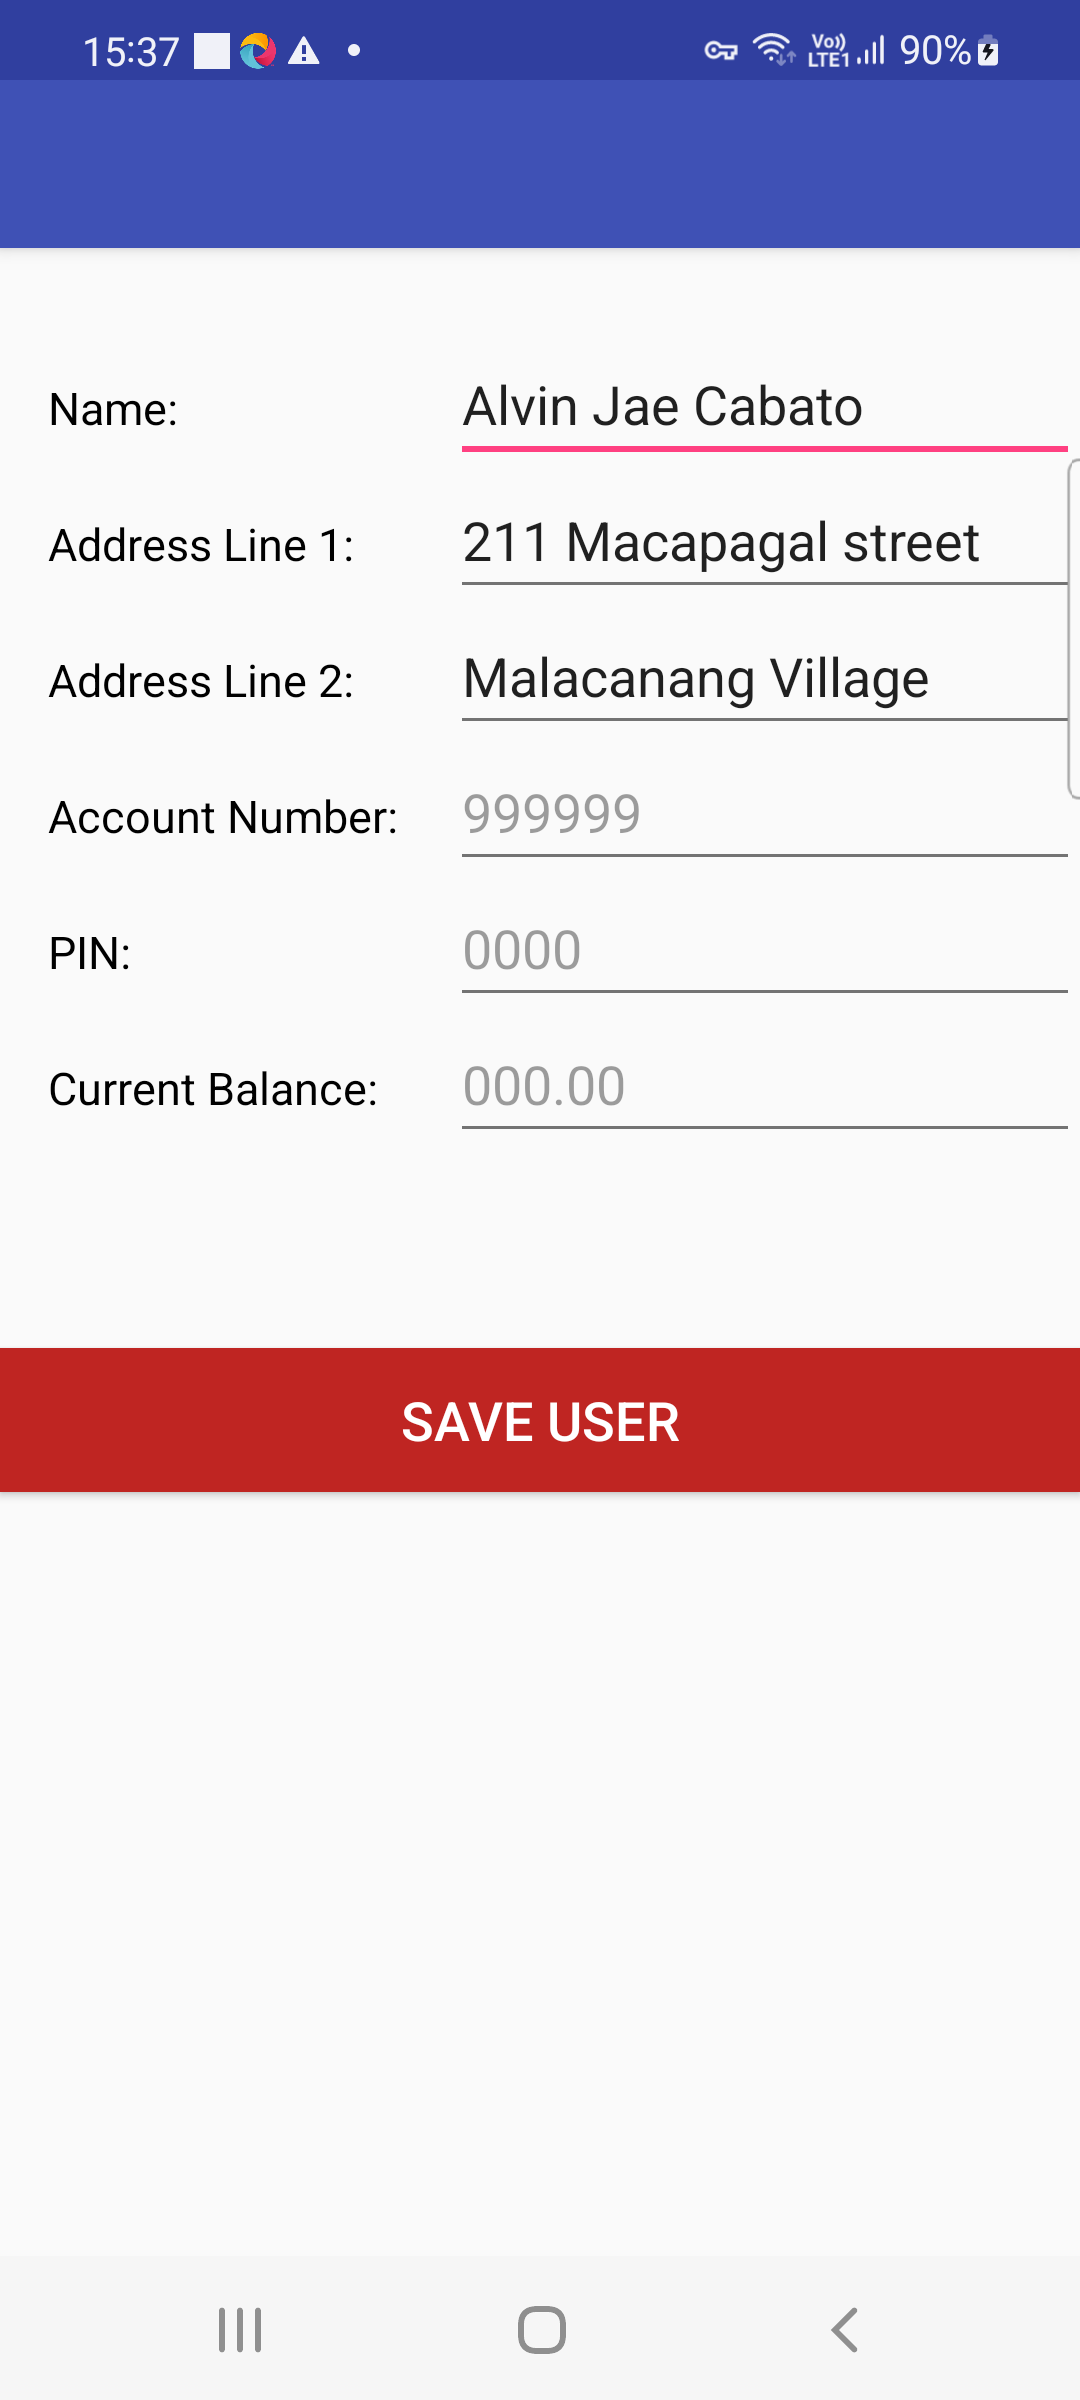 15:37 Vo)) LTE1 90%
Name: Alvin Jae Cabato
Address Line 1: 211 Macapagal street
Address Line 2: Malacanang Village
Account Number: 999999
PIN: 0000
Current Balance: 000.00
SAVE USER